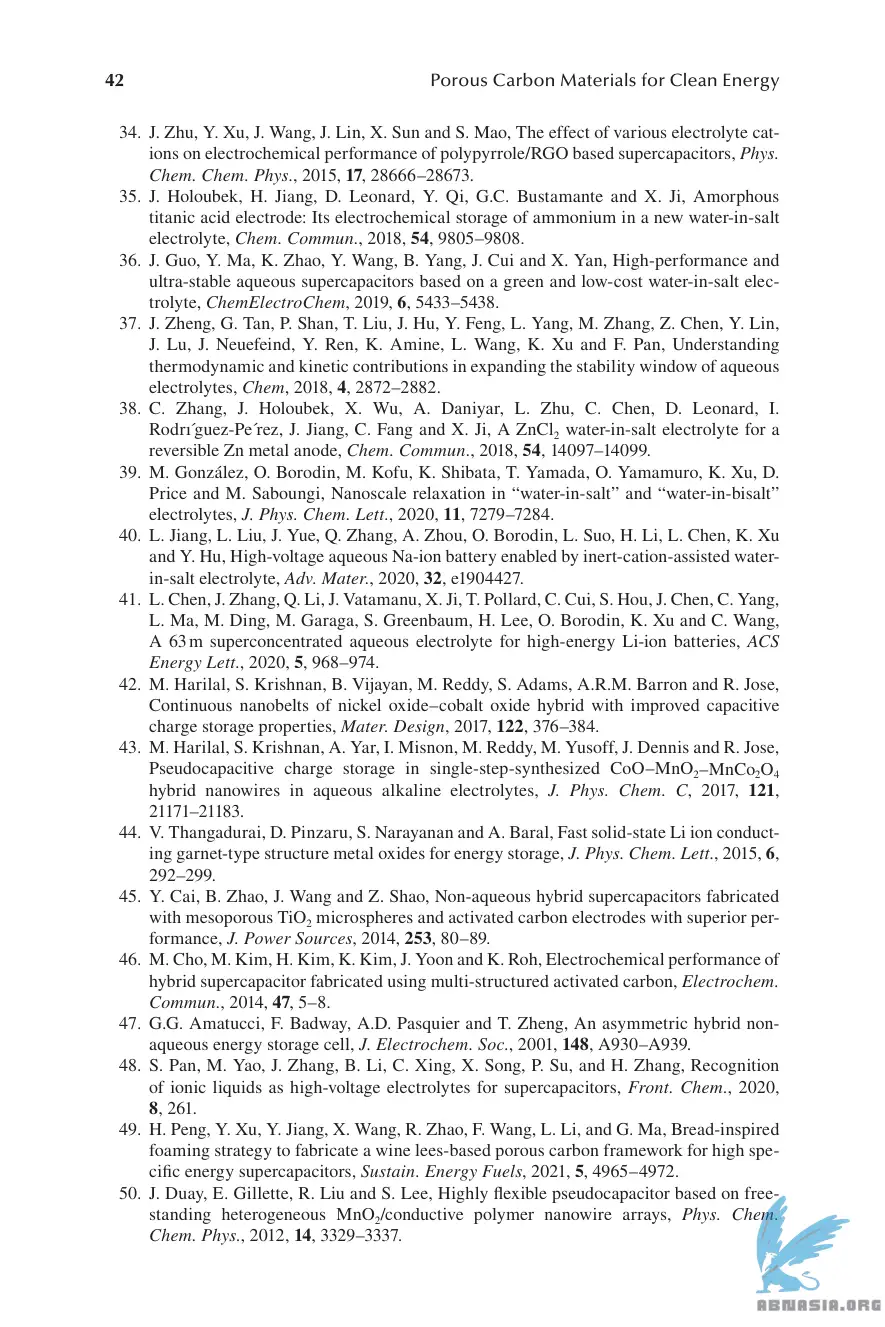 42 Porous Carbon Materials for Clean Energy
34. J. Zhu, Y. Xu, J. Wang, J. Lin, X. Sun and S. Mao, The effect of various electrolyte cat-
ions on electrochemical performance of polypyrrole/RGO based supercapacitors, Phys.
Chem. Chem. Phys., 2015, 17, 28666–28673.
35. J. Holoubek, H. Jiang, D. Leonard, Y. Qi, G.C. Bustamante and X. Ji, Amorphous
titanic acid electrode: Its electrochemical storage of ammonium in a new water-in-salt
electrolyte, Chem. Commun., 2018, 54, 9805–9808.
36. J. Guo, Y. Ma, K. Zhao, Y. Wang, B. Yang, J. Cui and X. Yan, High-performance and
ultra-stable aqueous supercapacitors based on a green and low-cost water-in-salt elec-
trolyte, ChemElectroChem, 2019, 6, 5433–5438.
37. J. Zheng, G. Tan, P. Shan, T. Liu, J. Hu, Y. Feng, L. Yang, M. Zhang, Z. Chen, Y. Lin,
J. Lu, J. Neuefeind, Y. Ren, K. Amine, L. Wang, K. Xu and F. Pan, Understanding
thermodynamic and kinetic contributions in expanding the stability window of aqueous
electrolytes, Chem, 2018, 4, 2872–2882.
38. C. Zhang, J. Holoubek, X. Wu, A. Daniyar, L. Zhu, C. Chen, D. Leonard, I.
Rodrı´guez-Pe´rez, J. Jiang, C. Fang and X. Ji, A ZnCl₂ water-in-salt electrolyte for a
reversible Zn metal anode, Chem. Commun., 2018, 54, 14097–14099.
39. M. González, O. Borodin, M. Kofu, K. Shibata, T. Yamada, O. Yamamuro, K. Xu, D.
Price and M. Saboungi, Nanoscale relaxation in “water-in-salt” and “water-in-bisalt”
electrolytes, J. Phys. Chem. Lett., 2020, 11, 7279–7284.
40. L. Jiang, L. Liu, J. Yue, Q. Zhang, A. Zhou, O. Borodin, L. Suo, H. Li, L. Chen, K. Xu
and Y. Hu, High-voltage aqueous Na-ion battery enabled by inert-cation-assisted water-
in-salt electrolyte, Adv. Mater., 2020, 32, e1904427.
41. L. Chen, J. Zhang, Q. Li, J. Vatamanu, X. Ji, T. Pollard, C. Cui, S. Hou, J. Chen, C. Yang,
L. Ma, M. Ding, M. Garaga, S. Greenbaum, H. Lee, O. Borodin, K. Xu and C. Wang,
A 63 m superconcentrated aqueous electrolyte for high-energy Li-ion batteries, ACS
Energy Lett., 2020, 5, 968–974.
42. M. Harilal, S. Krishnan, B. Vijayan, M. Reddy, S. Adams, A.R.M. Barron and R. Jose,
Continuous nanobelts of nickel oxide–cobalt oxide hybrid with improved capacitive
charge storage properties, Mater. Design, 2017, 122, 376–384.
43. M. Harilal, S. Krishnan, A. Yar, I. Misnon, M. Reddy, M. Yusoff, J. Dennis and R. Jose,
Pseudocapacitive charge storage in single-step-synthesized CoO–MnO₂–MnCo₂O₄
hybrid nanowires in aqueous alkaline electrolytes, J. Phys. Chem. C, 2017, 121,
21171–21183.
44. V. Thangadurai, D. Pinzaru, S. Narayanan and A. Baral, Fast solid-state Li ion conduct-
ing garnet-type structure metal oxides for energy storage, J. Phys. Chem. Lett., 2015, 6,
292–299.
45. Y. Cai, B. Zhao, J. Wang and Z. Shao, Non-aqueous hybrid supercapacitors fabricated
with mesoporous TiO₂ microspheres and activated carbon electrodes with superior per-
formance, J. Power Sources, 2014, 253, 80–89.
46. M. Cho, M. Kim, H. Kim, K. Kim, J. Yoon and K. Roh, Electrochemical performance of
hybrid supercapacitor fabricated using multi-structured activated carbon, Electrochem.
Commun., 2014, 47, 5–8.
47. G.G. Amatucci, F. Badway, A.D. Pasquier and T. Zheng, An asymmetric hybrid non-
aqueous energy storage cell, J. Electrochem. Soc., 2001, 148, A930–A939.
48. S. Pan, M. Yao, J. Zhang, B. Li, C. Xing, X. Song, P. Su, and H. Zhang, Recognition
of ionic liquids as high-voltage electrolytes for supercapacitors, Front. Chem., 2020,
8, 261.
49. H. Peng, Y. Xu, Y. Jiang, X. Wang, R. Zhao, F. Wang, L. Li, and G. Ma, Bread-inspired
foaming strategy to fabricate a wine lees-based porous carbon framework for high spe-
cific energy supercapacitors, Sustain. Energy Fuels, 2021, 5, 4965–4972.
50. J. Duay, E. Gillette, R. Liu and S. Lee, Highly flexible pseudocapacitor based on free-
standing heterogeneous MnO₂/conductive polymer nanowire arrays, Phys. Chem.
Chem. Phys., 2012, 14, 3329–3337.
ABNASIA.ORG